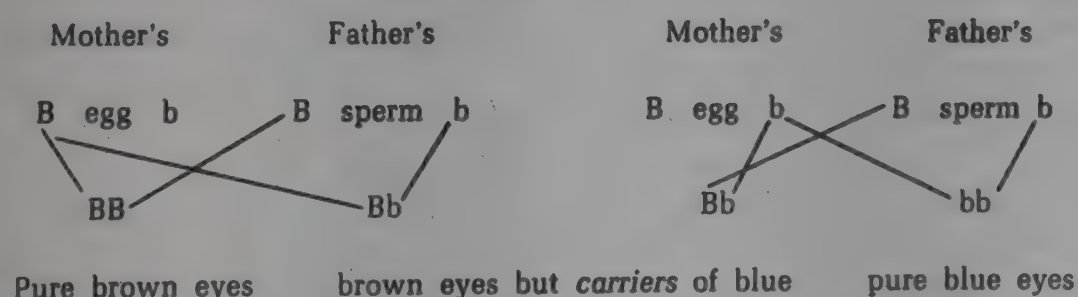 Mother's Father's Mother's Father's
B egg b B sperm b B egg b B sperm b
BB Bb Bb bb
Pure brown eyes brown eyes but carriers of blue pure blue eyes